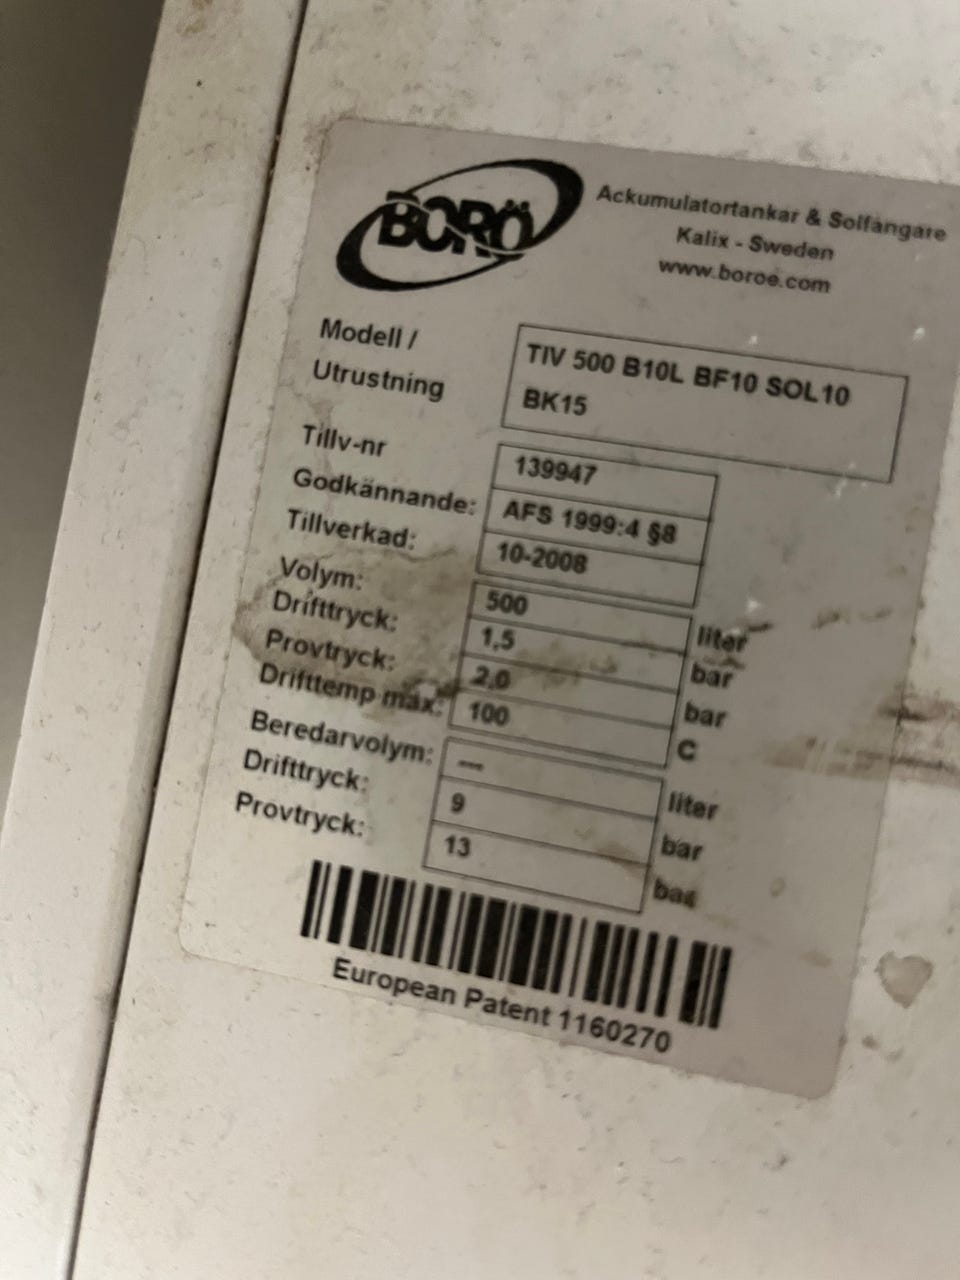 BORÖ
Ackumulatortankar & Solfångare
Kalix - Sweden
www.boroe.com
Modell / Utrustning TIV 500 B10L BF10 SOL10
BK15
Tillv-nr 139947
Godkännande: AFS 1999:4 §8
Tillverkad: 10-2008
Volym: 500 liter
Drifttryck: 1,5 bar
Provtryck: 2,0 bar
Drifttemp max: 100 C
Beredarvolym: --- liter
Drifttryck: 9 bar
Provtryck: 13 bar
European Patent 1160270